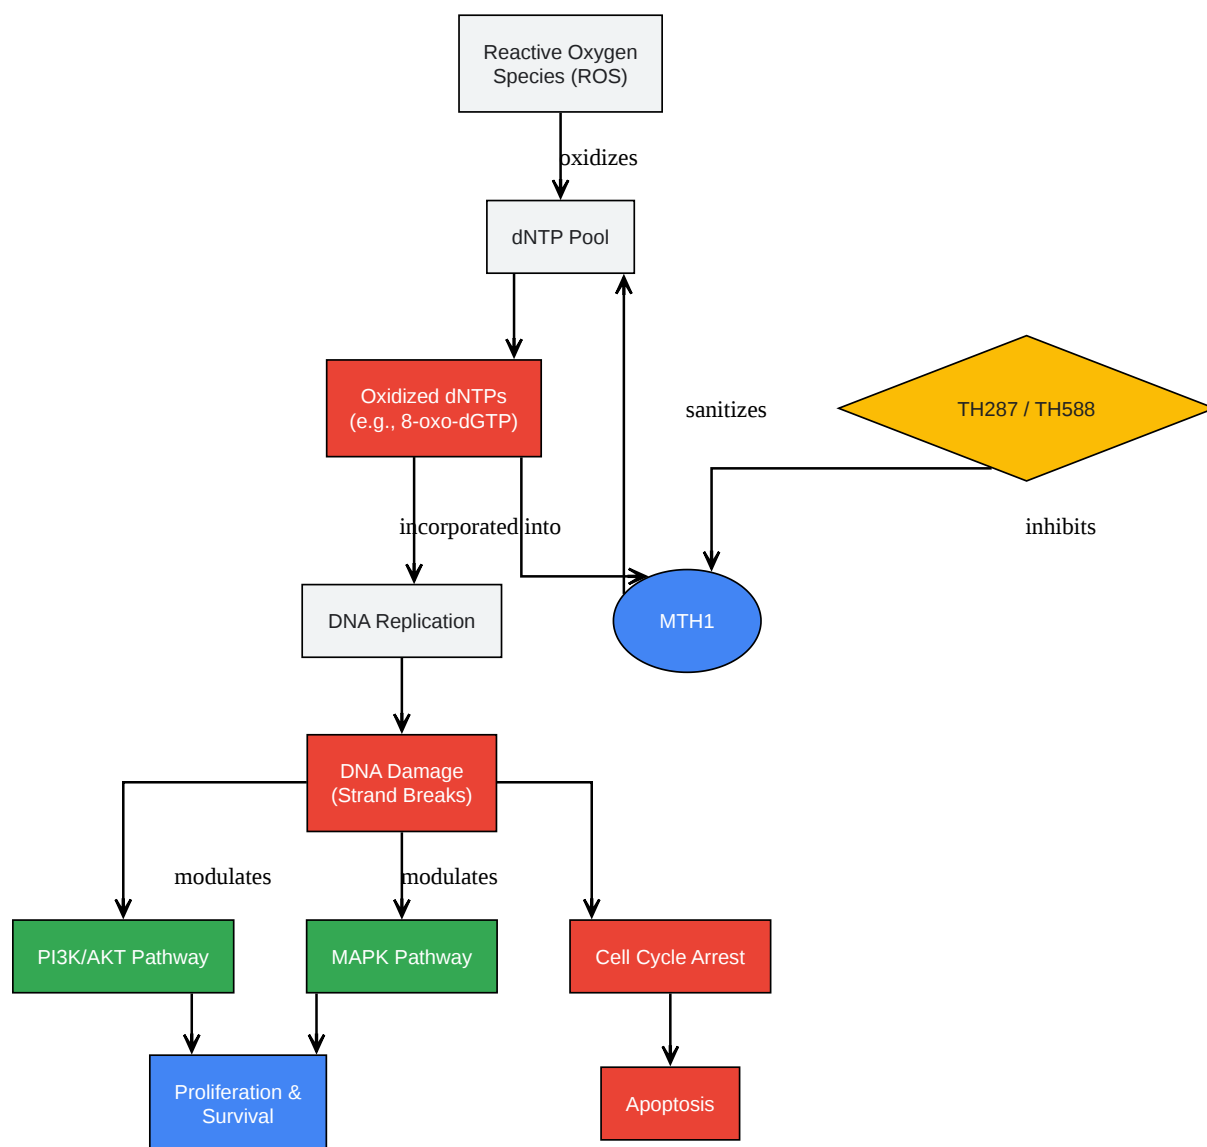 Reactive Oxygen
Species (ROS)
oxidizes
dNTP Pool
Oxidized dNTPs
(e.g., 8-oxo-dGTP)
sanitizes
TH287 / TH588
incorporated into
inhibits
DNA Replication
MTH1
DNA Damage
(Strand Breaks)
modulates
modulates
PI3K/AKT Pathway
MAPK Pathway
Cell Cycle Arrest
Proliferation &
Survival
Apoptosis